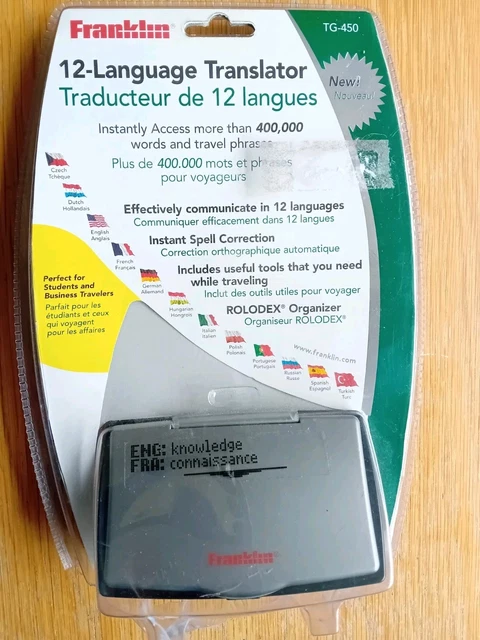 Franklin
TG-450
12-Language Translator
Traducteur de 12 langues
New!
Nouveau!
Instantly Access more than 400,000
words and travel phrases
Plus de 400.000 mots et phrases
pour voyageurs
Czech
Tchèque
Dutch
Hollandais
English
Anglais
French
Français
German
Allemand
Hungarian
Hongrois
Italian
Italien
Polish
Polonais
Portuguese
Portugais
Russian
Russe
Spanish
Espagnol
Turkish
Turc
Effectively communicate in 12 languages
Communiquer efficacement dans 12 langues
Instant Spell Correction
Correction orthographique automatique
Includes useful tools that you need
while traveling
Inclut des outils utiles pour voyager
ROLODEX® Organizer
Organiseur ROLODEX®
Perfect for
Students and
Business Travelers
Parfait pour les
étudiants et ceux
qui voyagent
pour les affaires
www.franklin.com
ENG: knowledge
FRA: connaissance
Franklin